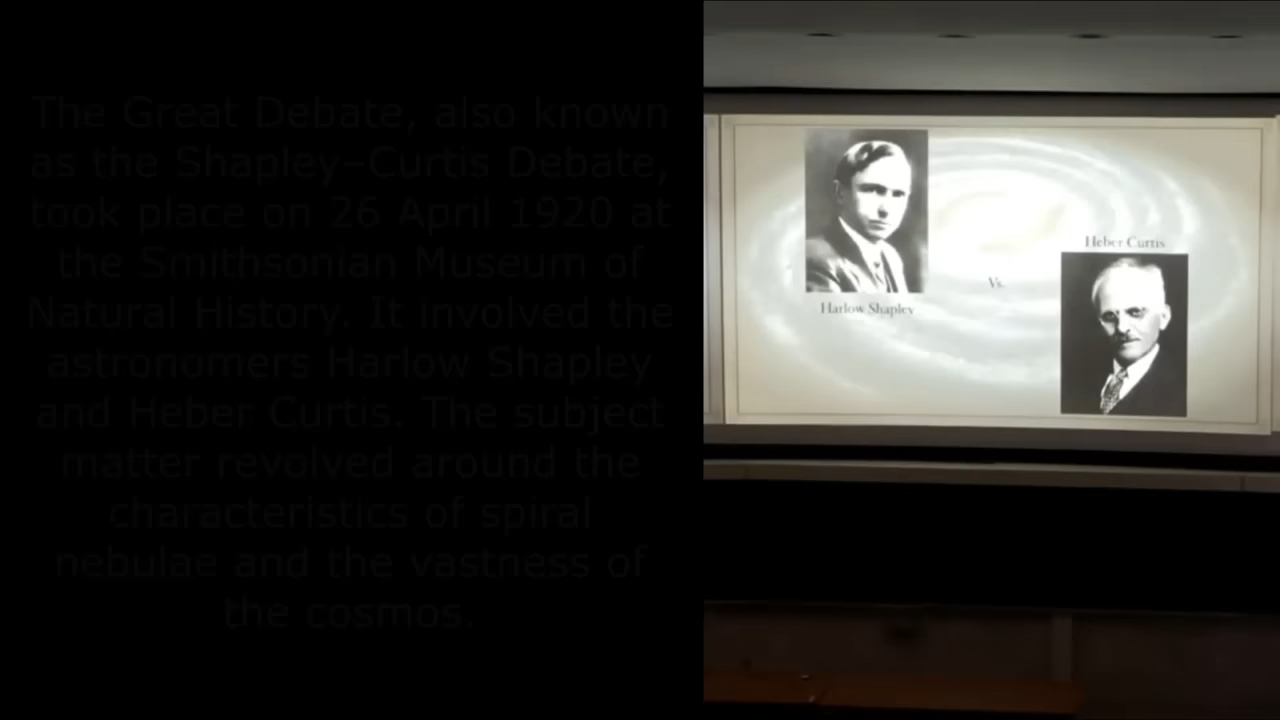 The Great Debate, also known
as the Shapley–Curtis Debate,
took place on 26 April 1920 at
the Smithsonian Museum of
Natural History. It involved the
astronomers Harlow Shapley
and Heber Curtis. The subject
matter revolved around the
characteristics of spiral
nebulae and the vastness of
the cosmos.
Harlow Shapley
Vs.
Heber Curtis